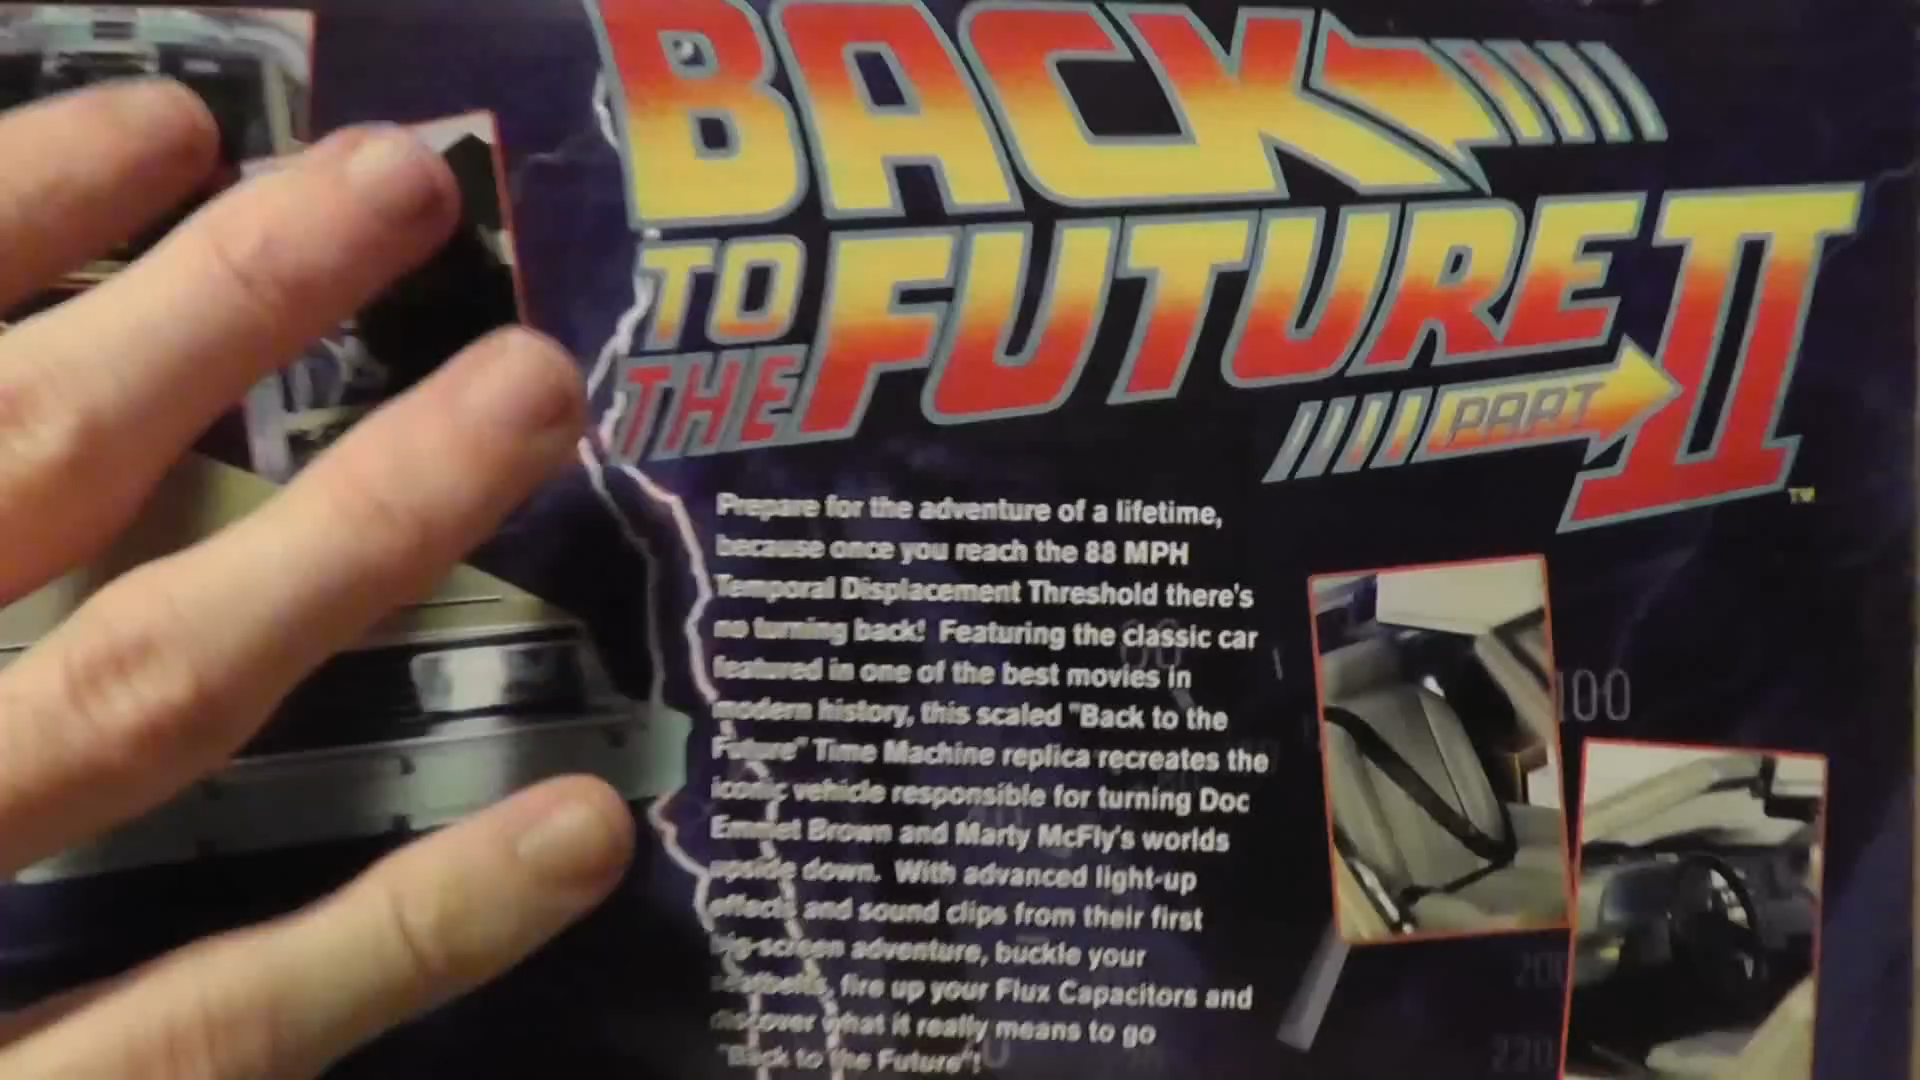 BACK
TO
THE FUTURE II
PART
TM
Prepare for the adventure of a lifetime,
because once you reach the 88 MPH
Temporal Displacement Threshold there's
no turning back! Featuring the classic car
featured in one of the best movies in
modern history, this scaled "Back to the
Future" Time Machine replica recreates the
iconic vehicle responsible for turning Doc
Emmet Brown and Marty McFly's worlds
upside down. With advanced light-up
effects and sound clips from their first
big-screen adventure, buckle your
seatbelts, fire up your Flux Capacitors and
discover what it really means to go
"Back to the Future"!
100
220